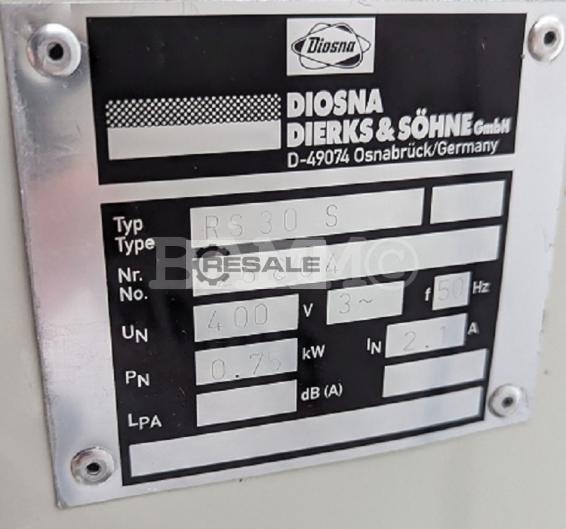 Diosna
DIOSNA
DIERKS & SÖHNE GmbH
D-49074 Osnabrück/Germany
Typ
Type RS 30 S
Nr.
No.
RESALE
UN 400 V 3~ f 50 Hz
PN 0.75 kW IN 2.1 A
LPA dB (A)